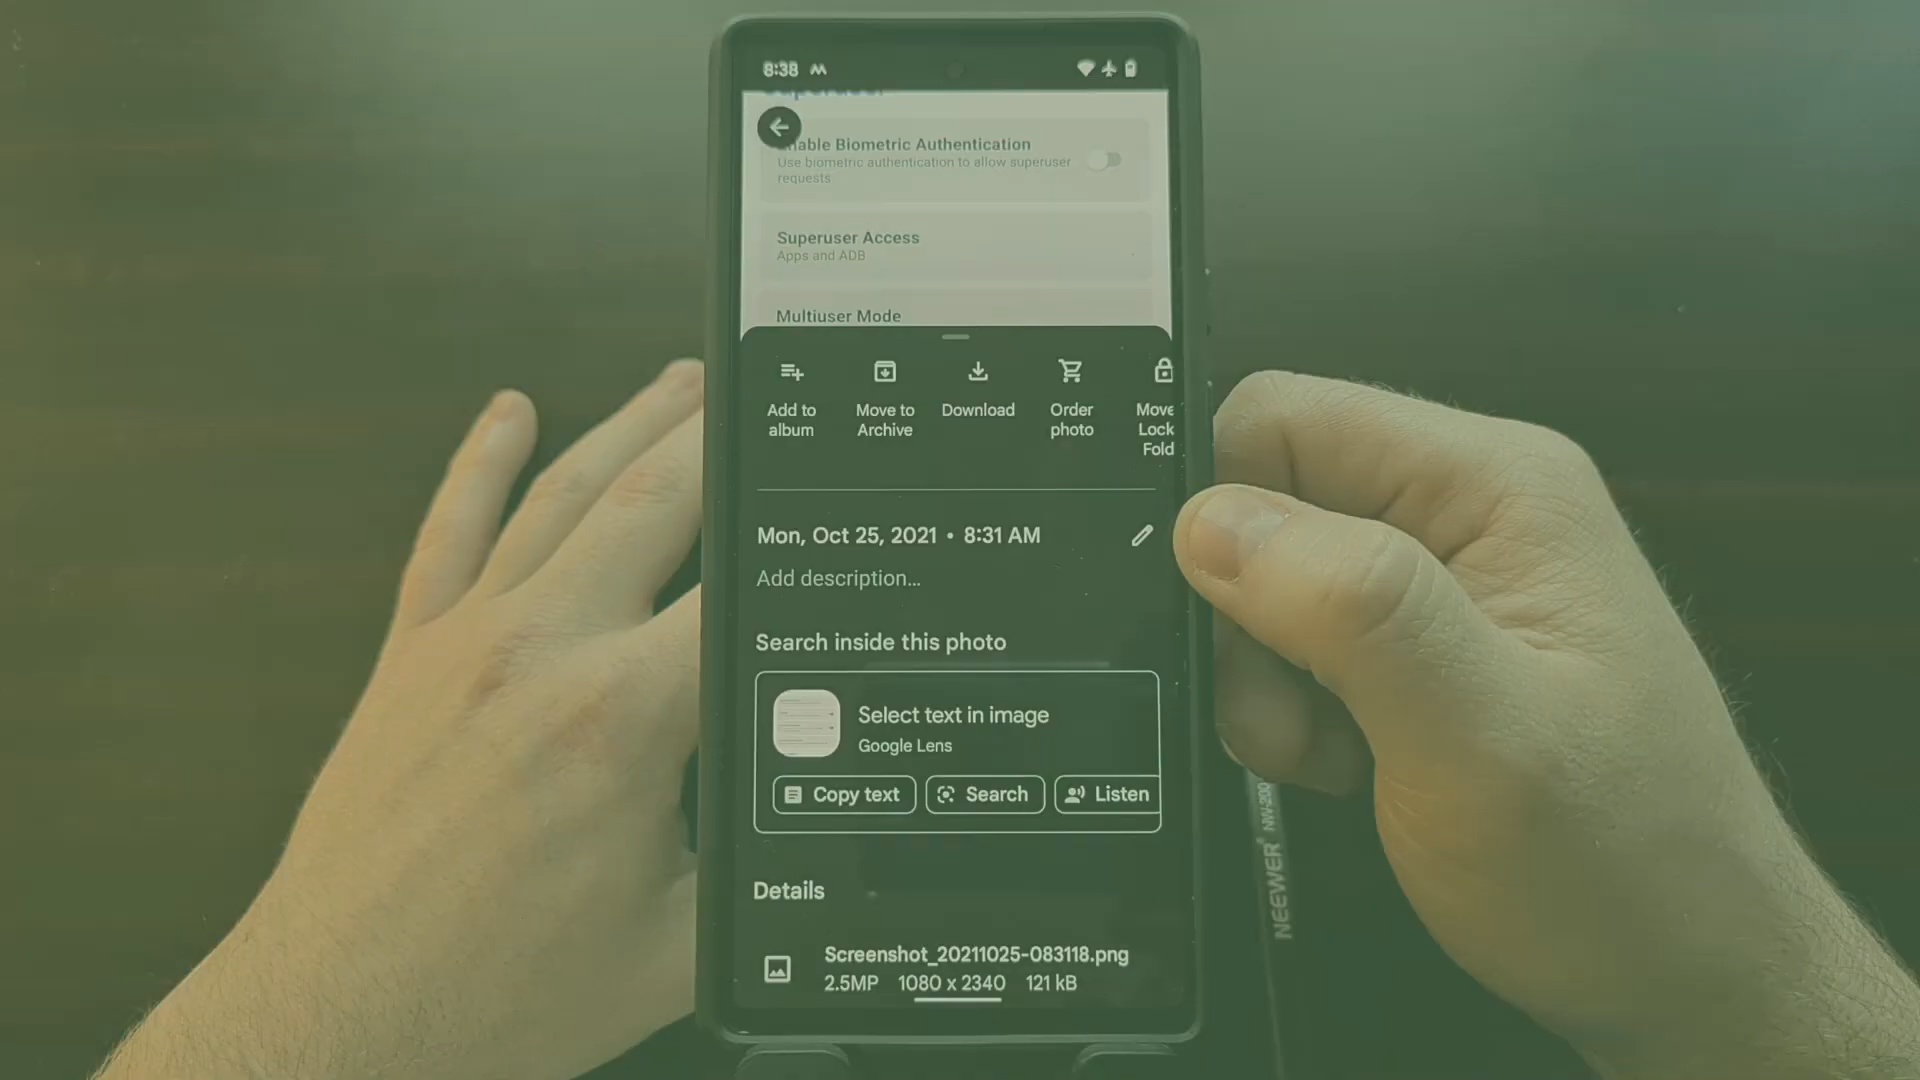 8:38
Enable Biometric Authentication
Use biometric authentication to allow superuser
requests
Superuser Access
Apps and ADB
Multiuser Mode
Add to
album
Move to
Archive
Download
Order
photo
Move
Lock
Fold
Mon, Oct 25, 2021 • 8:31 AM
Add description…
Search inside this photo
Select text in image
Google Lens
Copy text
Search
Listen
Details
Screenshot_20211025-083118.png
2.5MP 1080 x 2340 121 kB
NEEWER® NW-200